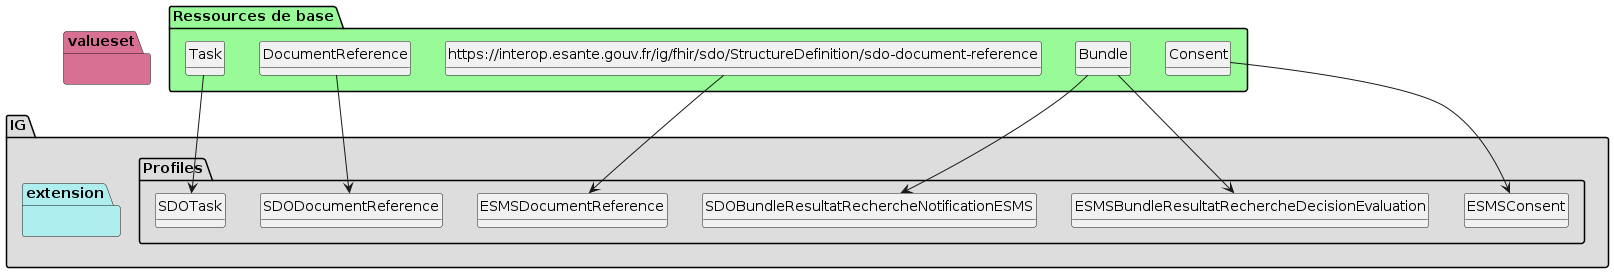 Ressources de base
valueset
Task
DocumentReference
https://interop.esante.gouv.fr/ig/fhir/sdo/StructureDefinition/sdo-document-reference
Bundle
Consent
IG
Profiles
extension
SDOTask
SDODocumentReference
ESMSDocumentReference
SDOBundleResultatRechercheNotificationESMS
ESMSBundleResultatRechercheDecisionEvaluation
ESMSConsent